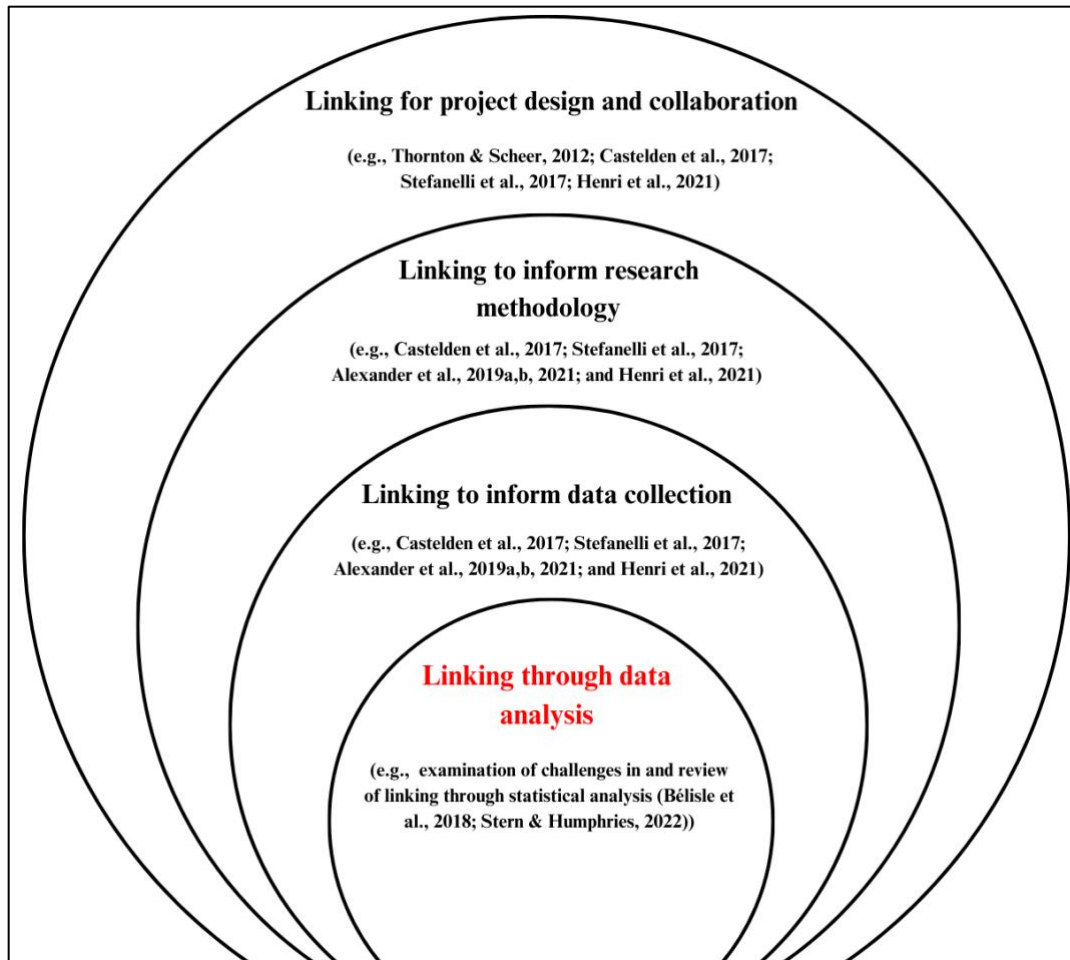 Linking for project design and collaboration
(e.g., Thornton & Scheer, 2012; Castelden et al., 2017;
Stefanelli et al., 2017; Henri et al., 2021)
Linking to inform research
methodology
(e.g., Castelden et al., 2017; Stefanelli et al., 2017;
Alexander et al., 2019a,b, 2021; and Henri et al., 2021)
Linking to inform data collection
(e.g., Castelden et al., 2017; Stefanelli et al., 2017;
Alexander et al., 2019a,b, 2021; and Henri et al., 2021)
Linking through data
analysis
(e.g., examination of challenges in and review
of linking through statistical analysis (Bélisle et
al., 2018; Stern & Humphries, 2022))